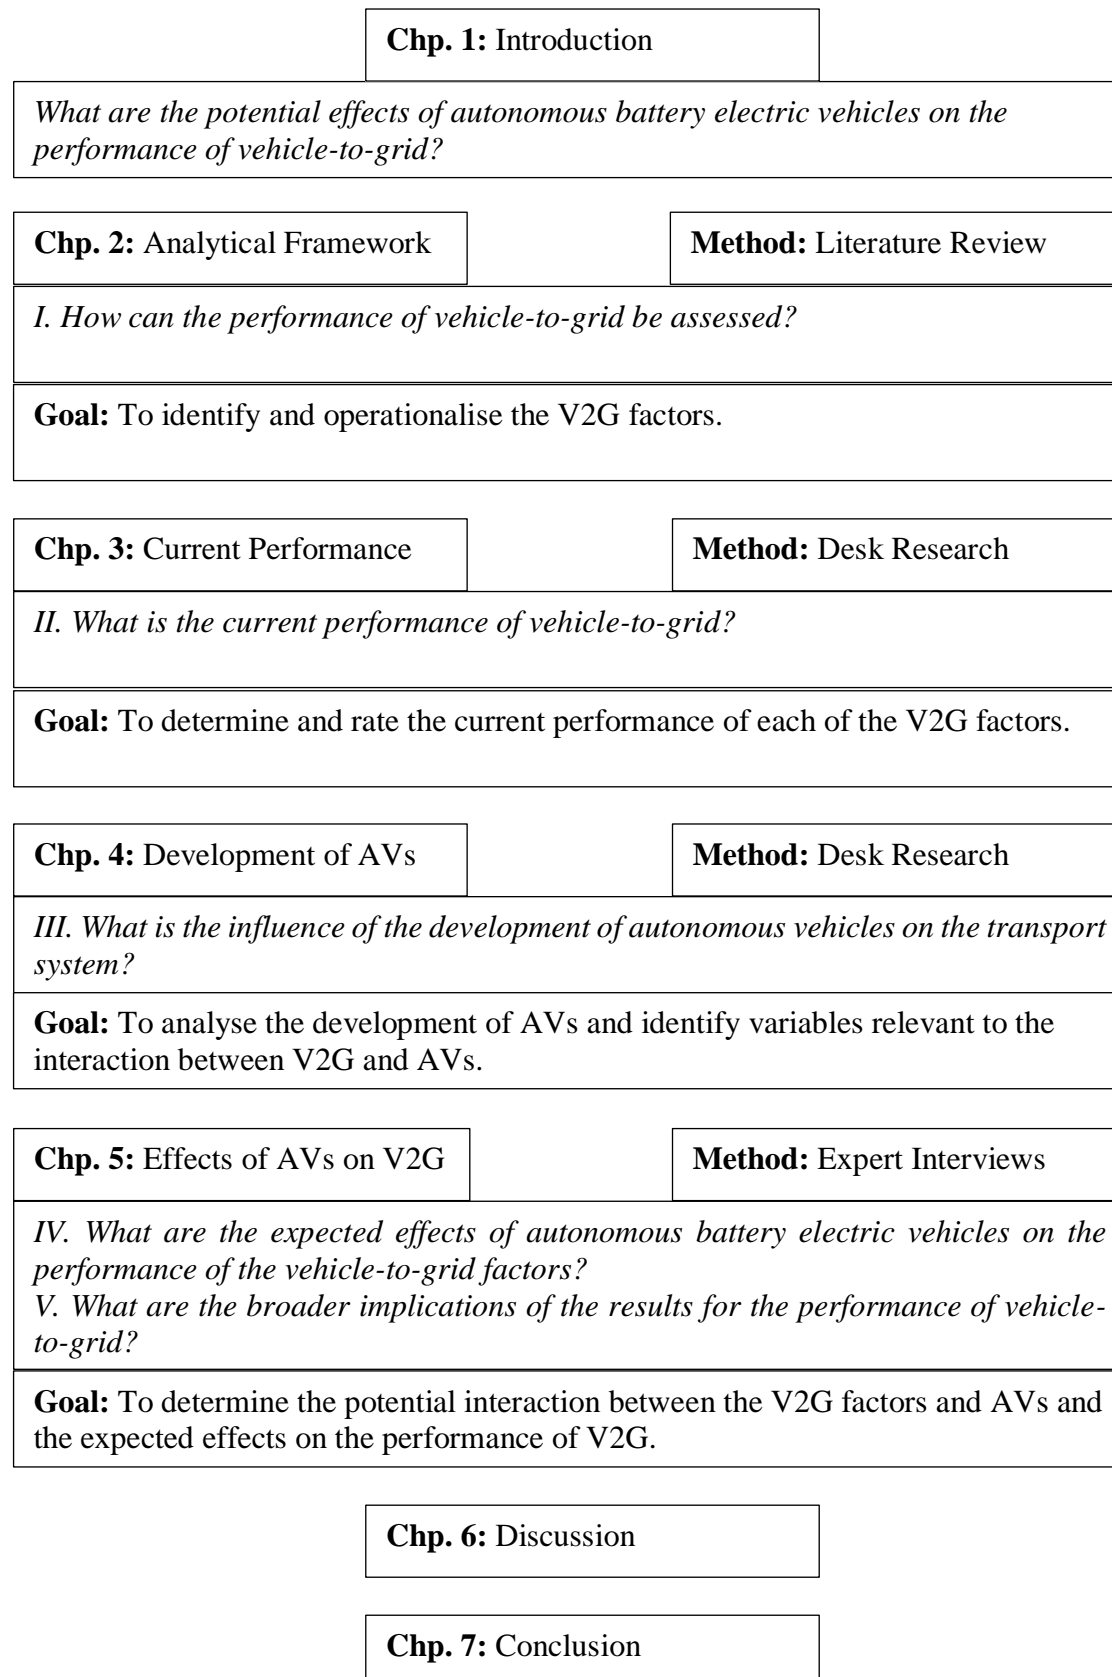 Chp. 1: Introduction
What are the potential effects of autonomous battery electric vehicles on the
performance of vehicle-to-grid?
Chp. 2: Analytical Framework
Method: Literature Review
I. How can the performance of vehicle-to-grid be assessed?
Goal: To identify and operationalise the V2G factors.
Chp. 3: Current Performance
Method: Desk Research
II. What is the current performance of vehicle-to-grid?
Goal: To determine and rate the current performance of each of the V2G factors.
Chp. 4: Development of AVs
Method: Desk Research
III. What is the influence of the development of autonomous vehicles on the transport
system?
Goal: To analyse the development of AVs and identify variables relevant to the
interaction between V2G and AVs.
Chp. 5: Effects of AVs on V2G
Method: Expert Interviews
IV. What are the expected effects of autonomous battery electric vehicles on the
performance of the vehicle-to-grid factors?
V. What are the broader implications of the results for the performance of vehicle-
to-grid?
Goal: To determine the potential interaction between the V2G factors and AVs and
the expected effects on the performance of V2G.
Chp. 6: Discussion
Chp. 7: Conclusion